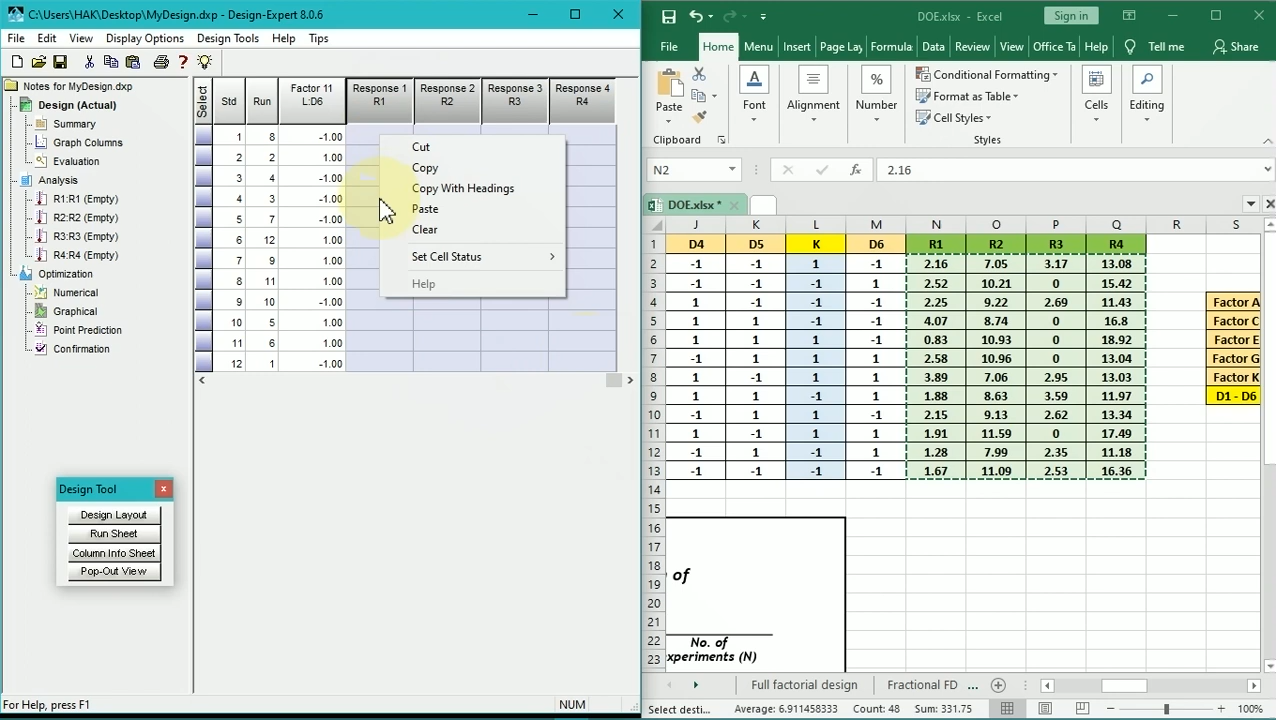 C:\Users\HAK\Desktop\MyDesign.dxp - Design-Expert 8.0.6
File Edit View Display Options Design Tools Help Tips
Notes for MyDesign.dxp
Design (Actual)
Summary
Graph Columns
Evaluation
Analysis
R1:R1 (Empty)
R2:R2 (Empty)
R3:R3 (Empty)
R4:R4 (Empty)
Optimization
Numerical
Graphical
Point Prediction
Confirmation
Select Std Run Factor 11 L:D6 Response 1 R1 Response 2 R2 Response 3 R3 Response 4 R4
1 8 -1.00
2 2 1.00
3 4 -1.00
4 3 -1.00
5 7 -1.00
6 12 1.00
7 9 1.00
8 11 1.00
9 10 -1.00
10 5 1.00
11 6 1.00
12 1 -1.00
Cut
Copy
Copy With Headings
Paste
Clear
Set Cell Status
Help
Design Tool x
Design Layout
Run Sheet
Column Info Sheet
Pop-Out View
For Help, press F1 NUM
DOE.xlsx - Excel Sign in
File Home Menu Insert Page Lay Formula: Data Review View Office Ta Help Tell me Share
Paste
Clipboard
Font
Alignment
%
Number
Conditional Formatting
Format as Table
Cell Styles
Styles
Cells
Editing
N2 fx 2.16
DOE.xlsx *
J K L M N O P Q R S
1 D4 D5 K D6 R1 R2 R3 R4
2 -1 -1 1 -1 2.16 7.05 3.17 13.08
3 -1 -1 -1 1 2.52 10.21 0 15.42
4 1 1 1 -1 2.25 9.22 2.69 11.43 Factor A
5 1 1 -1 -1 4.07 8.74 0 16.8 Factor C
6 1 1 -1 -1 0.83 10.93 0 18.92 Factor E
7 -1 1 1 1 2.58 10.96 0 13.04 Factor G
8 1 -1 1 1 3.89 7.06 2.95 13.03 Factor K
9 1 1 -1 1 1.88 8.63 3.59 11.97 D1 - D6
10 -1 1 1 -1 2.15 9.13 2.62 13.34
11 1 -1 1 1 1.91 11.59 0 17.49
12 -1 1 -1 1 1.28 7.99 2.35 11.18
13 -1 -1 -1 -1 1.67 11.09 2.53 16.36
14
15
16
17
18
19
20
21
22
23
of
No. of
xperiments (N)
Full factorial design Fractional FD ...
Select desti... Average: 6.911458333 Count: 48 Sum: 331.75 100%